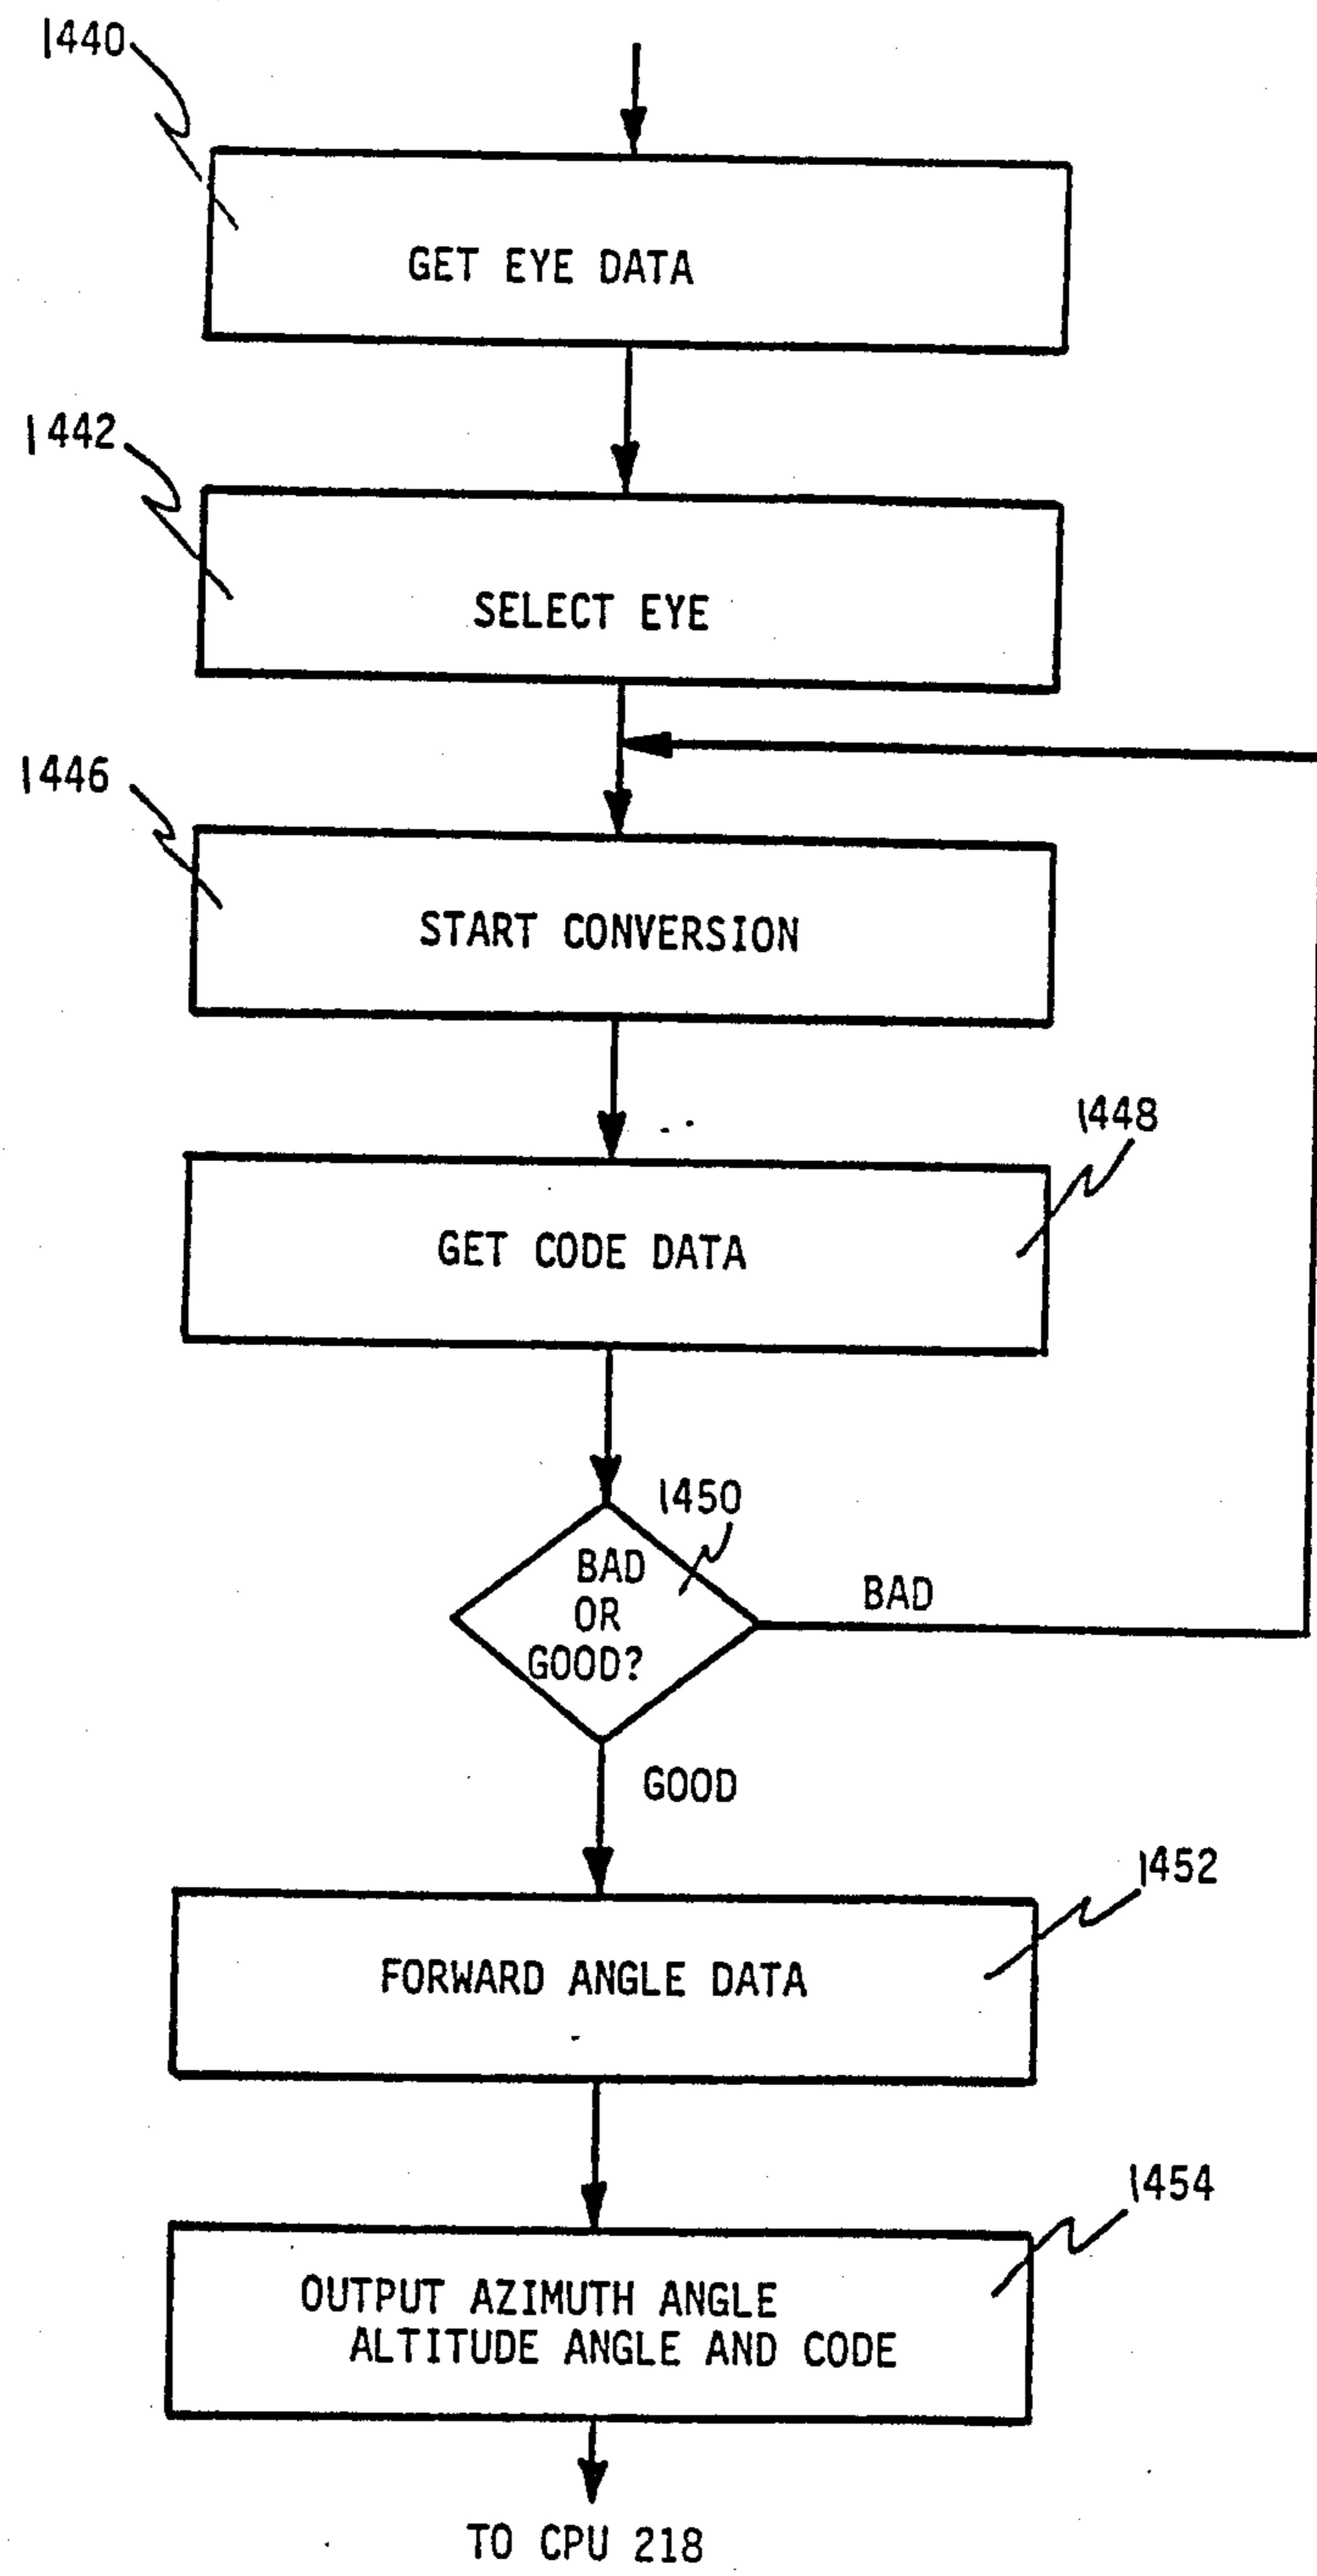 1440
GET EYE DATA
1442
SELECT EYE
1446
START CONVERSION
1448
GET CODE DATA
1450
BAD
OR
GOOD?
BAD
GOOD
1452
FORWARD ANGLE DATA
1454
OUTPUT AZIMUTH ANGLE
ALTITUDE ANGLE AND CODE
TO CPU 218